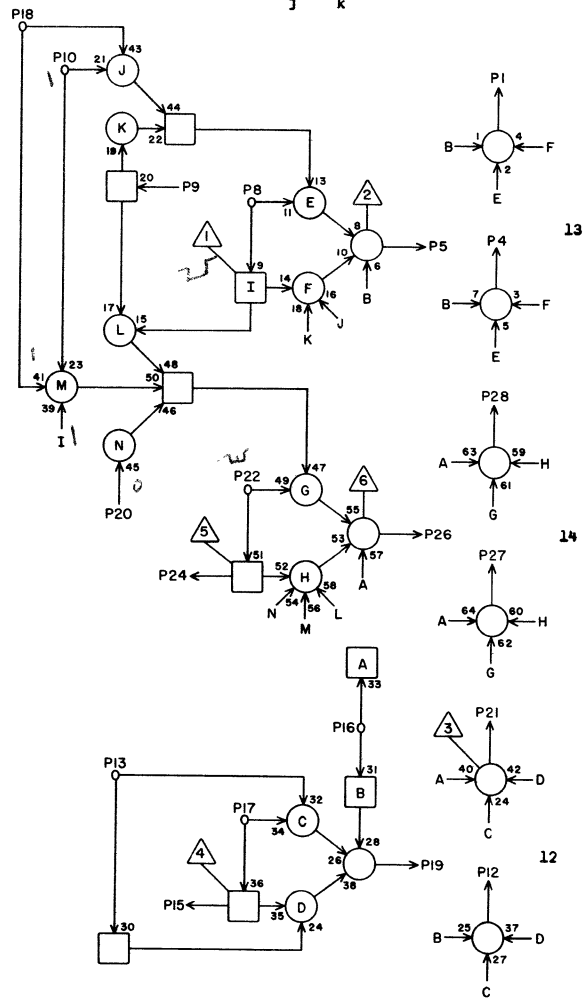 j k
P18
43
P10 21 J
44
K 22
19
20 P9
P1
1 4
B F
2
E
13
P8 13
11 E 2
8
1 10 P5
9 6
I 14 F 16 B
18 J
K
P4
7 3
B F
5
E
17 15
L
48
23
41 M 50
39 46
I N
45
P20
P28
63 59
A H
61
G
47
P22 49 G 6
55
5 53 P26
51 57
P24 52 H 58 A
N 54 56 L
M
14
P27
64 60
A H
62
G
A
33
P16
31
B
P21
3
40 42
A D
24
C
P13
32
P17 34 C 28
26 P19
4 38
36
P15 35 D
24
30
12
P12
25 37
B D
27
C